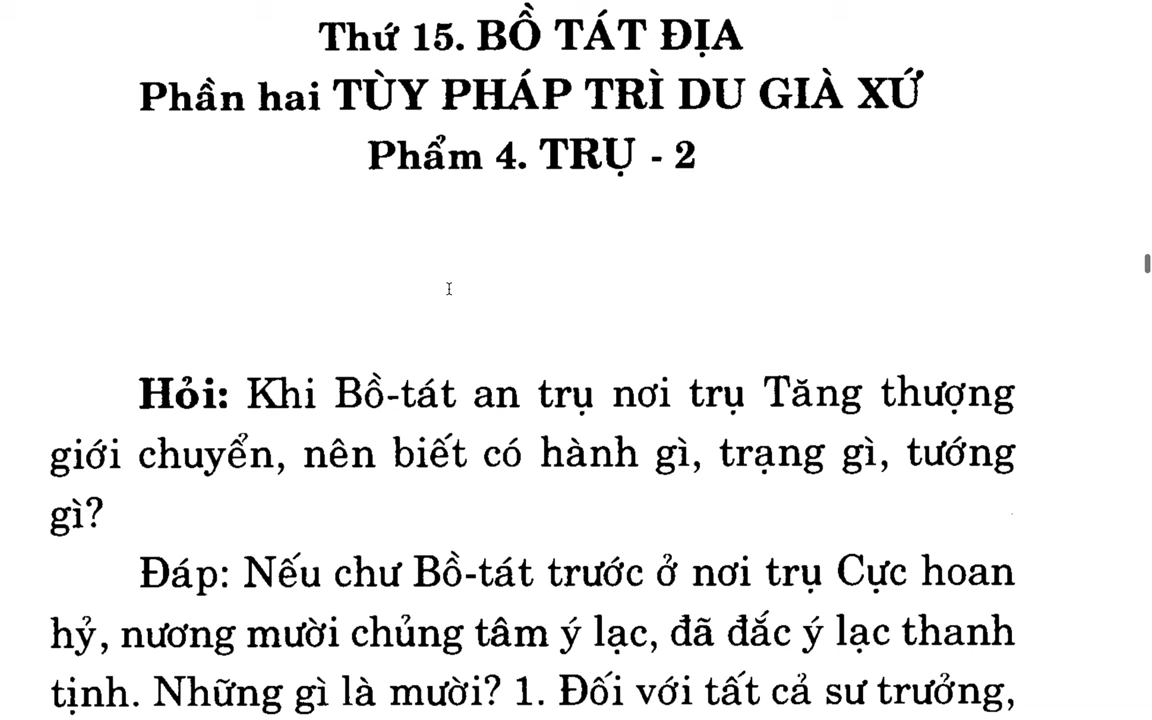 Thứ 15. BỒ TÁT ĐỊA
Phần hai TÙY PHÁP TRÌ DU GIÀ XỨ
Phẩm 4. TRỤ - 2
Hỏi: Khi Bồ-tát an trụ nơi trụ Tăng thượng
giới chuyển, nên biết có hành gì, trạng gì, tướng
gì?
Đáp: Nếu chư Bồ-tát trước ở nơi trụ Cực hoan
hỷ, nương mười chủng tâm ý lạc, đã đắc ý lạc thanh
tịnh. Những gì là mười? 1. Đối với tất cả sư trưởng,